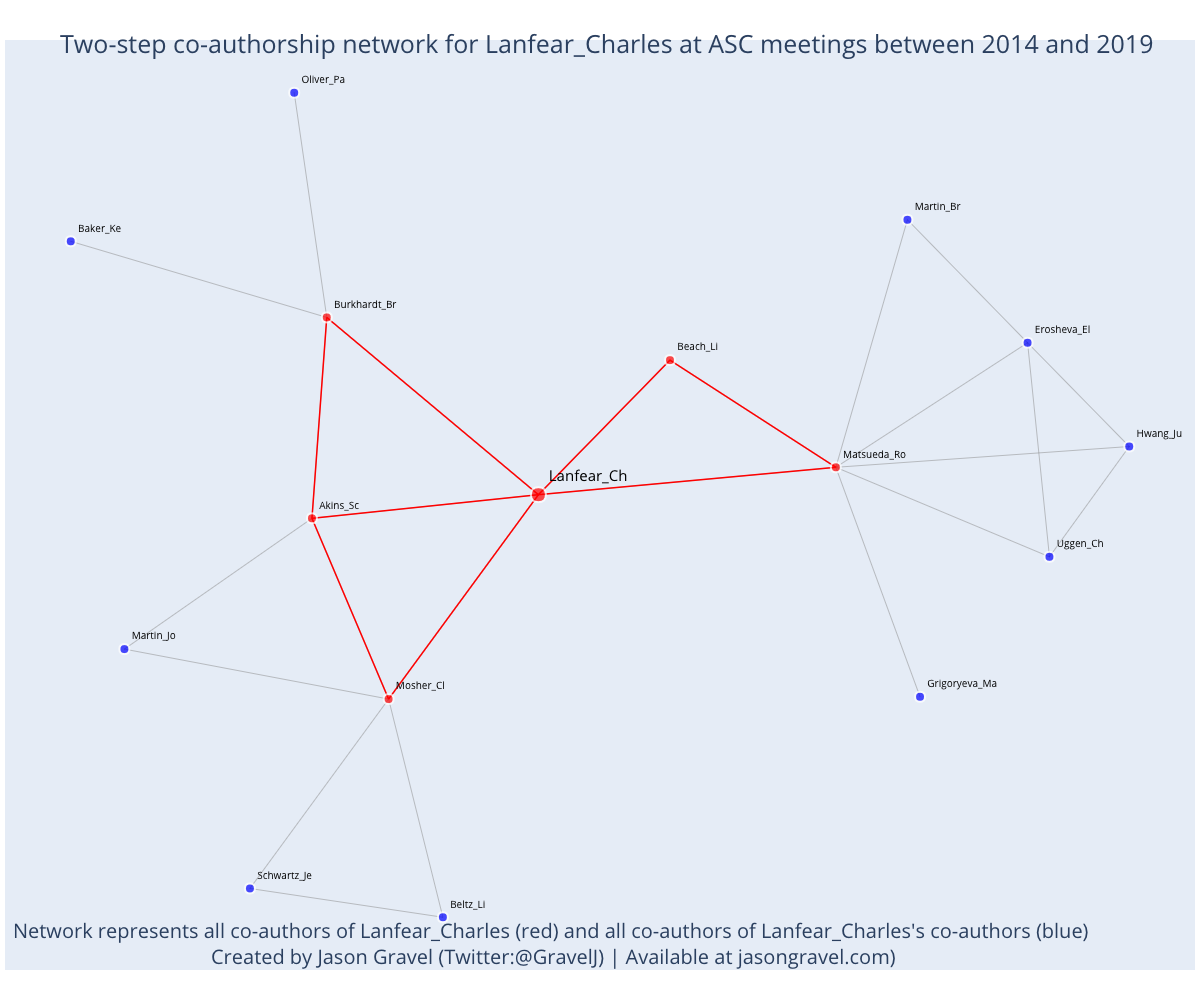 Two-step co-authorship network for Lanfear_Charles at ASC meetings between 2014 and 2019
Oliver_Pa
Martin_Br
Baker_Ke
Burkhardt_Br
Erosheva_El
Beach_Li
Hwang_Ju
Matsueda_Ro
Lanfear_Ch
Akins_Sc
Uggen_Ch
Martin_Jo
Grigoryeva_Ma
Mosher_Cl
Schwartz_Je
Beltz_Li
Network represents all co-authors of Lanfear_Charles (red) and all co-authors of Lanfear_Charles's co-authors (blue)
Created by Jason Gravel (Twitter:@GravelJ) | Available at jasongravel.com)